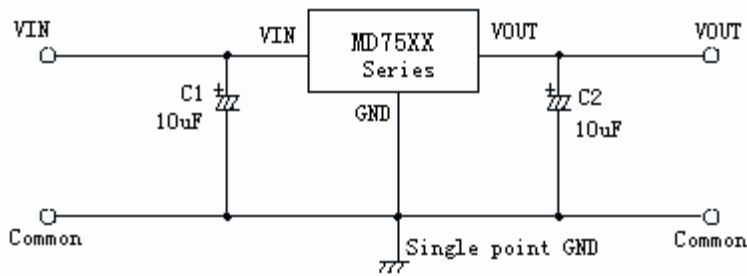 VIN
VIN
MD75XX
Series
VOUT
VOUT
C1
10uF
GND
C2
10uF
Common
Single point GND
Common